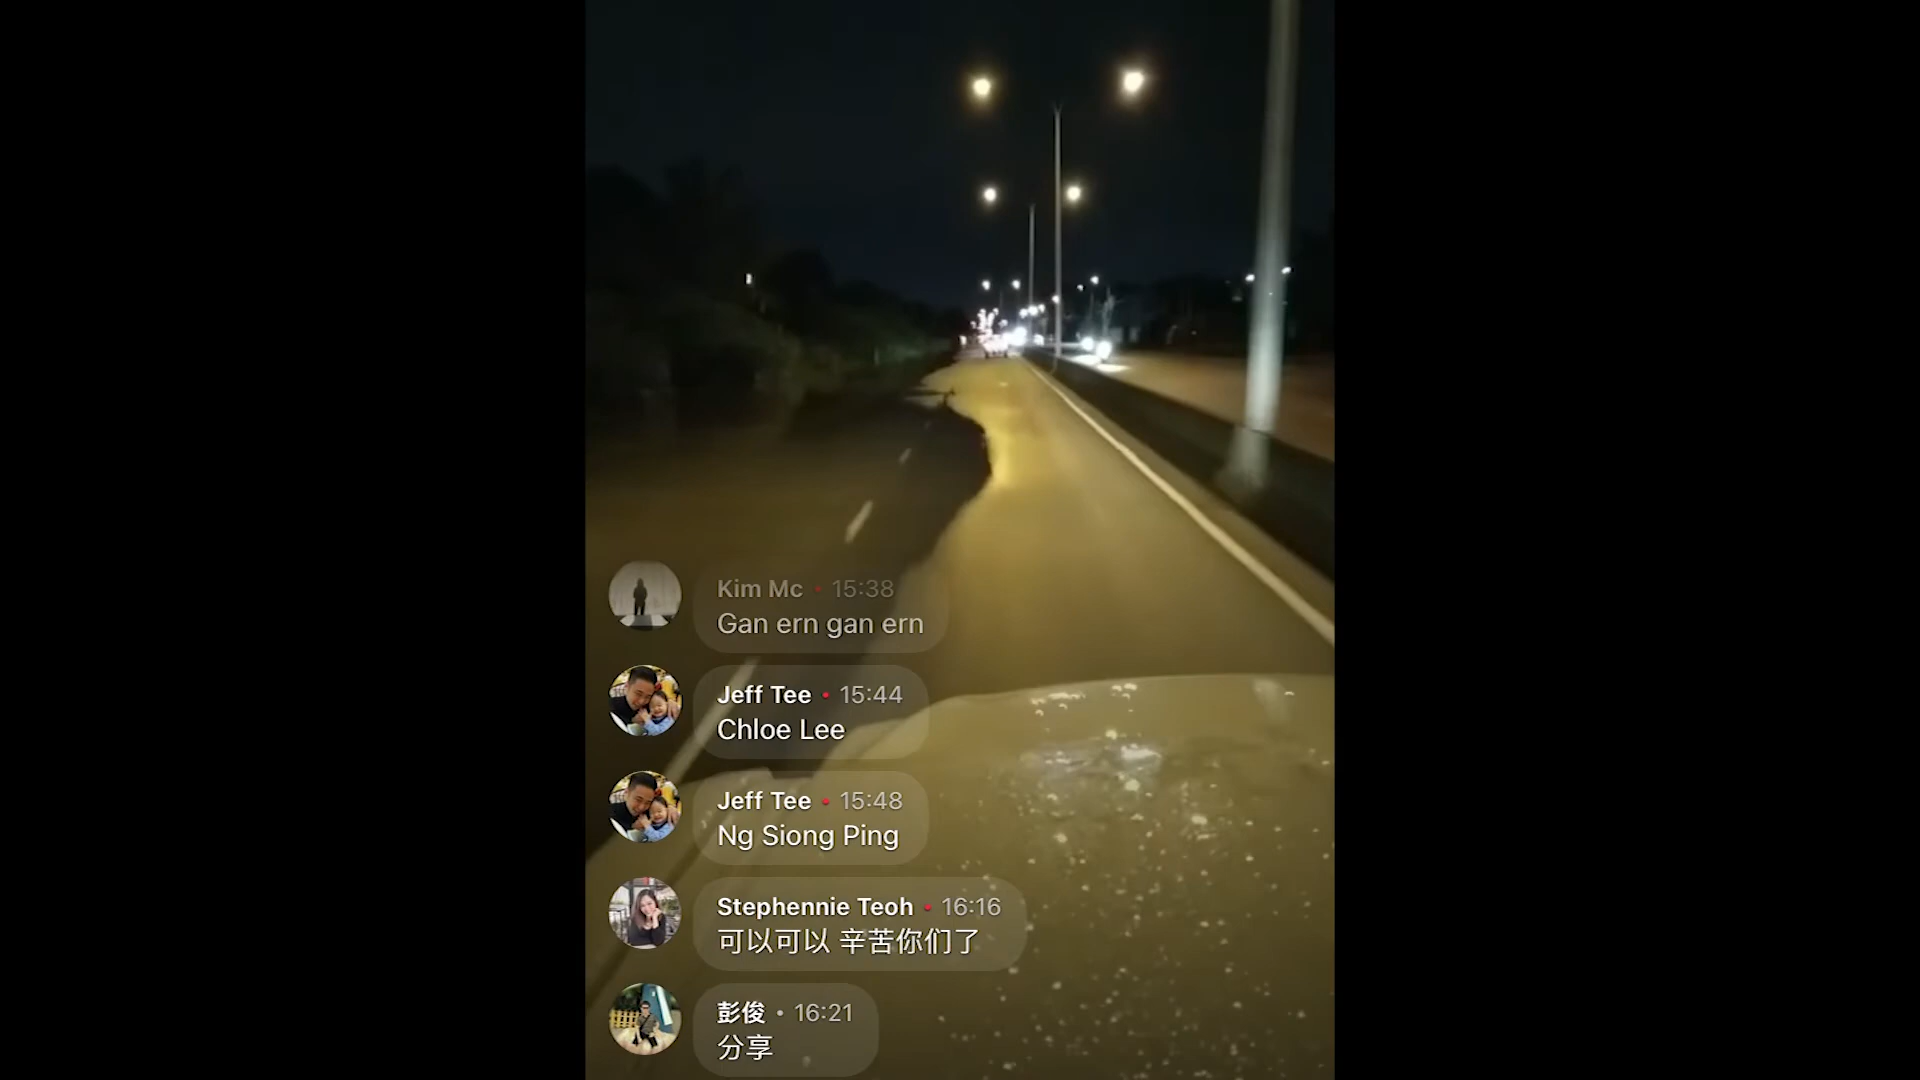 Kim Mc • 15:38
Gan ern gan ern
Jeff Tee • 15:44
Chloe Lee
Jeff Tee • 15:48
Ng Siong Ping
Stephennie Teoh • 16:16
可以可以 辛苦你们了
彭俊 • 16:21
分享